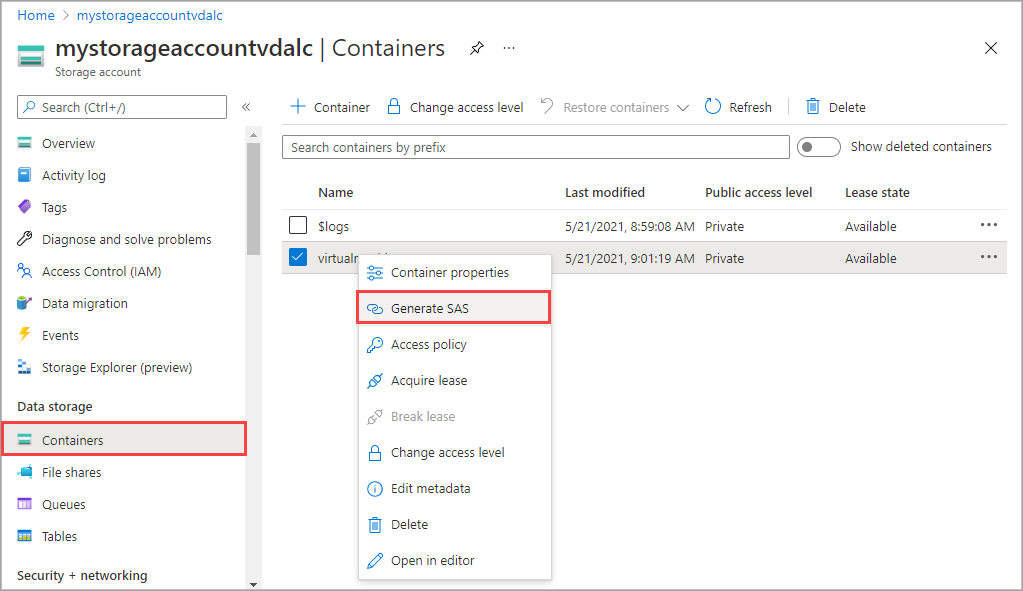 Home > mystorageaccountvdalc
mystorageaccountvdalc | Containers
Storage account
Search (Ctrl+/)
Overview
Activity log
Tags
Diagnose and solve problems
Access Control (IAM)
Data migration
Events
Storage Explorer (preview)
Data storage
Containers
File shares
Queues
Tables
Security + networking
Container Change access level Restore containers Refresh Delete
Search containers by prefix Show deleted containers
Name Last modified Public access level Lease state
$logs 5/21/2021, 8:59:08 AM Private Available
5/21/2021, 9:01:19 AM Private Available
Container properties
Generate SAS
Access policy
Acquire lease
Break lease
Change access level
Edit metadata
Delete
Open in editor